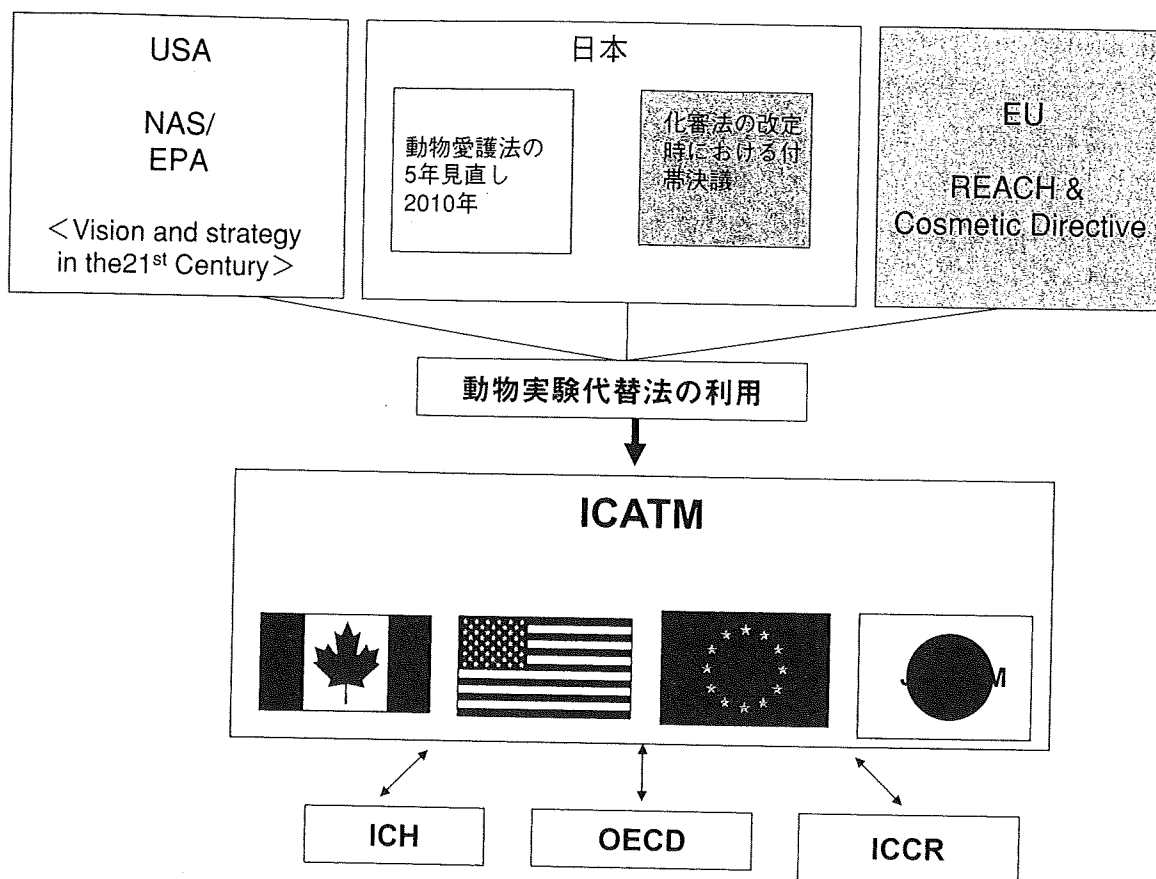 USA
NAS/
EPA
<Vision and strategy
in the21st Century>
日本
動物愛護法の
5年見直し
2010年
化審法の改定
時における付
帯決議
EU
REACH &
Cosmetic Directive
動物実験代替法の利用
ICATM
ICH
OECD
ICCR